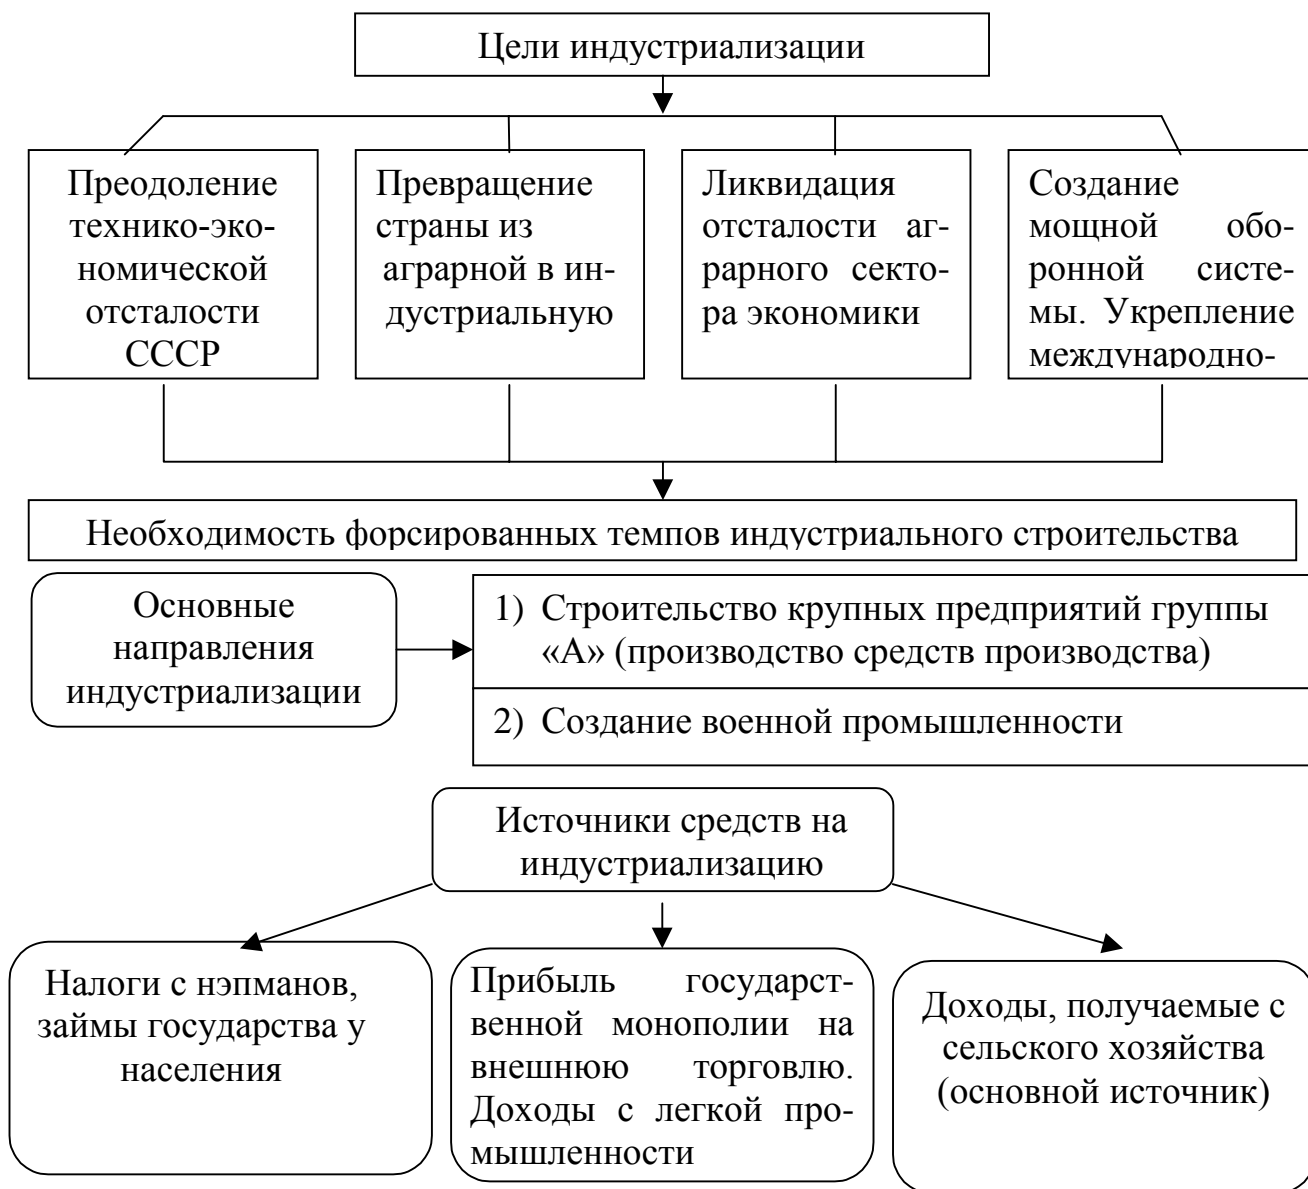 Цели индустриализации
Преодоление
технико-эко-
номической
отсталости
СССР
Превращение
страны из
аграрной в ин-
дустриальную
Ликвидация
отсталости аг-
рарного секто-
ра экономики
Создание
мощной обо-
ронной систе-
мы. Укрепление
международно-
Необходимость форсированных темпов индустриального строительства
Основные
направления
индустриализации
1) Строительство крупных предприятий группы
«А» (производство средств производства)
2) Создание военной промышленности
Источники средств на
индустриализацию
Налоги с нэпманов,
займы государства у
населения
Прибыль государст-
венной монополии на
внешнюю торговлю.
Доходы с легкой про-
мышленности
Доходы, получаемые с
сельского хозяйства
(основной источник)